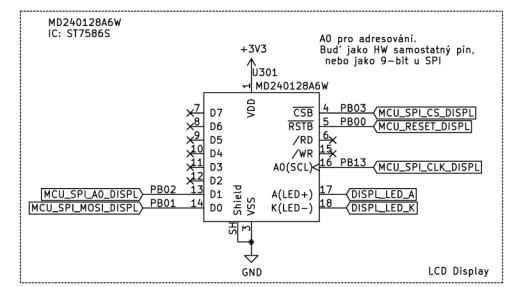 MD240128A6W
IC: ST7586S
A0 pro adresování.
Buď jako HW samostatný pin,
nebo jako 9-bit u SPI
+3V3
U301
MD240128A6W
1
VDD
7 D7
8 D6
9 D5
10 D4
11 D3
12 D2
MCU_SPI_A0_DISPL PB02 13 D1
MCU_SPI_MOSI_DISPL PB01 14 D0
CSB 4 PB03 MCU_SPI_CS_DISPL
RSTB 5 PB00 MCU_RESET_DISPL
/RD 6
/WR 15
A0(SCL) 16 PB13 MCU_SPI_CLK_DISPL
A(LED+) 17 DISPL_LED_A
K(LED-) 18 DISPL_LED_K
Shield
VSS
SH
3
GND
LCD Display